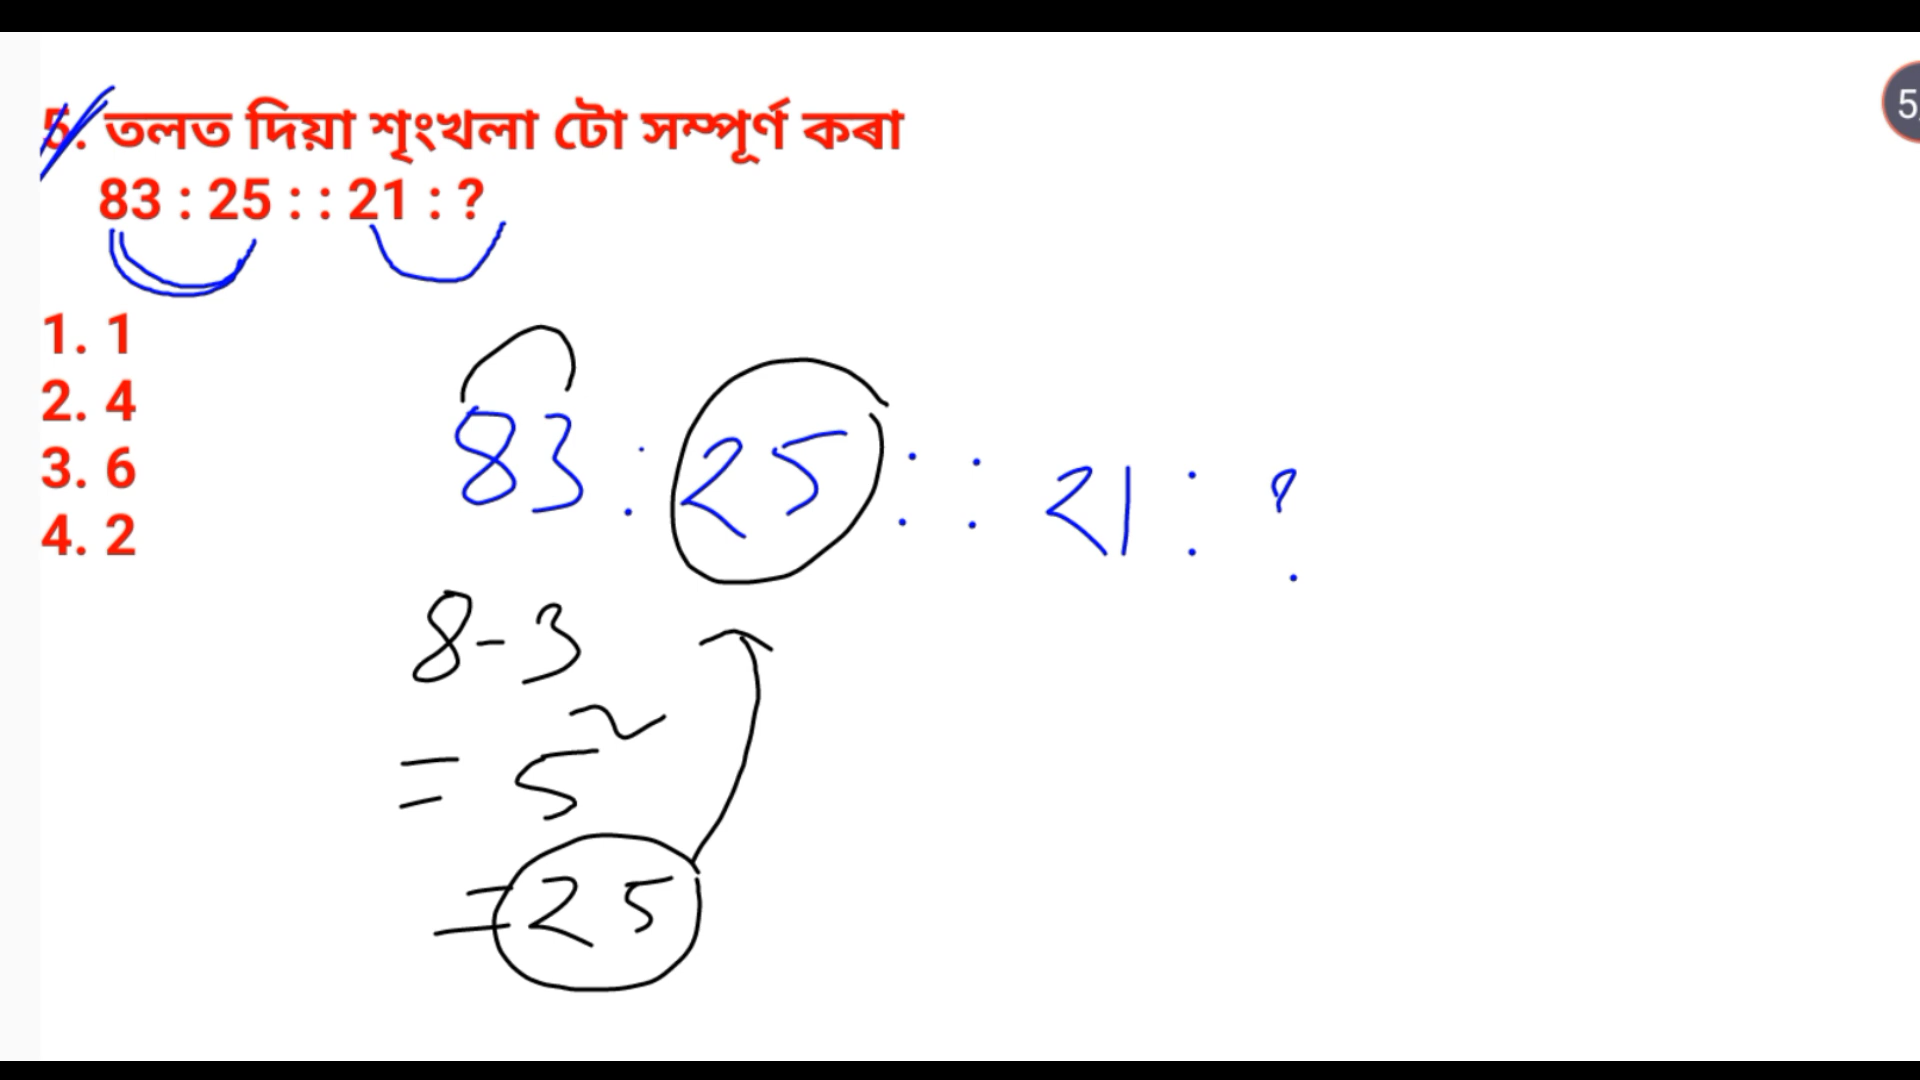 5. তলত দিয়া শৃংখলা টো সম্পূৰ্ণ কৰা
83 : 25 : : 21 : ?
1. 1
2. 4
3. 6
4. 2
83 : 25 : : 21 : ?
8-3
= 5²
= 25
5